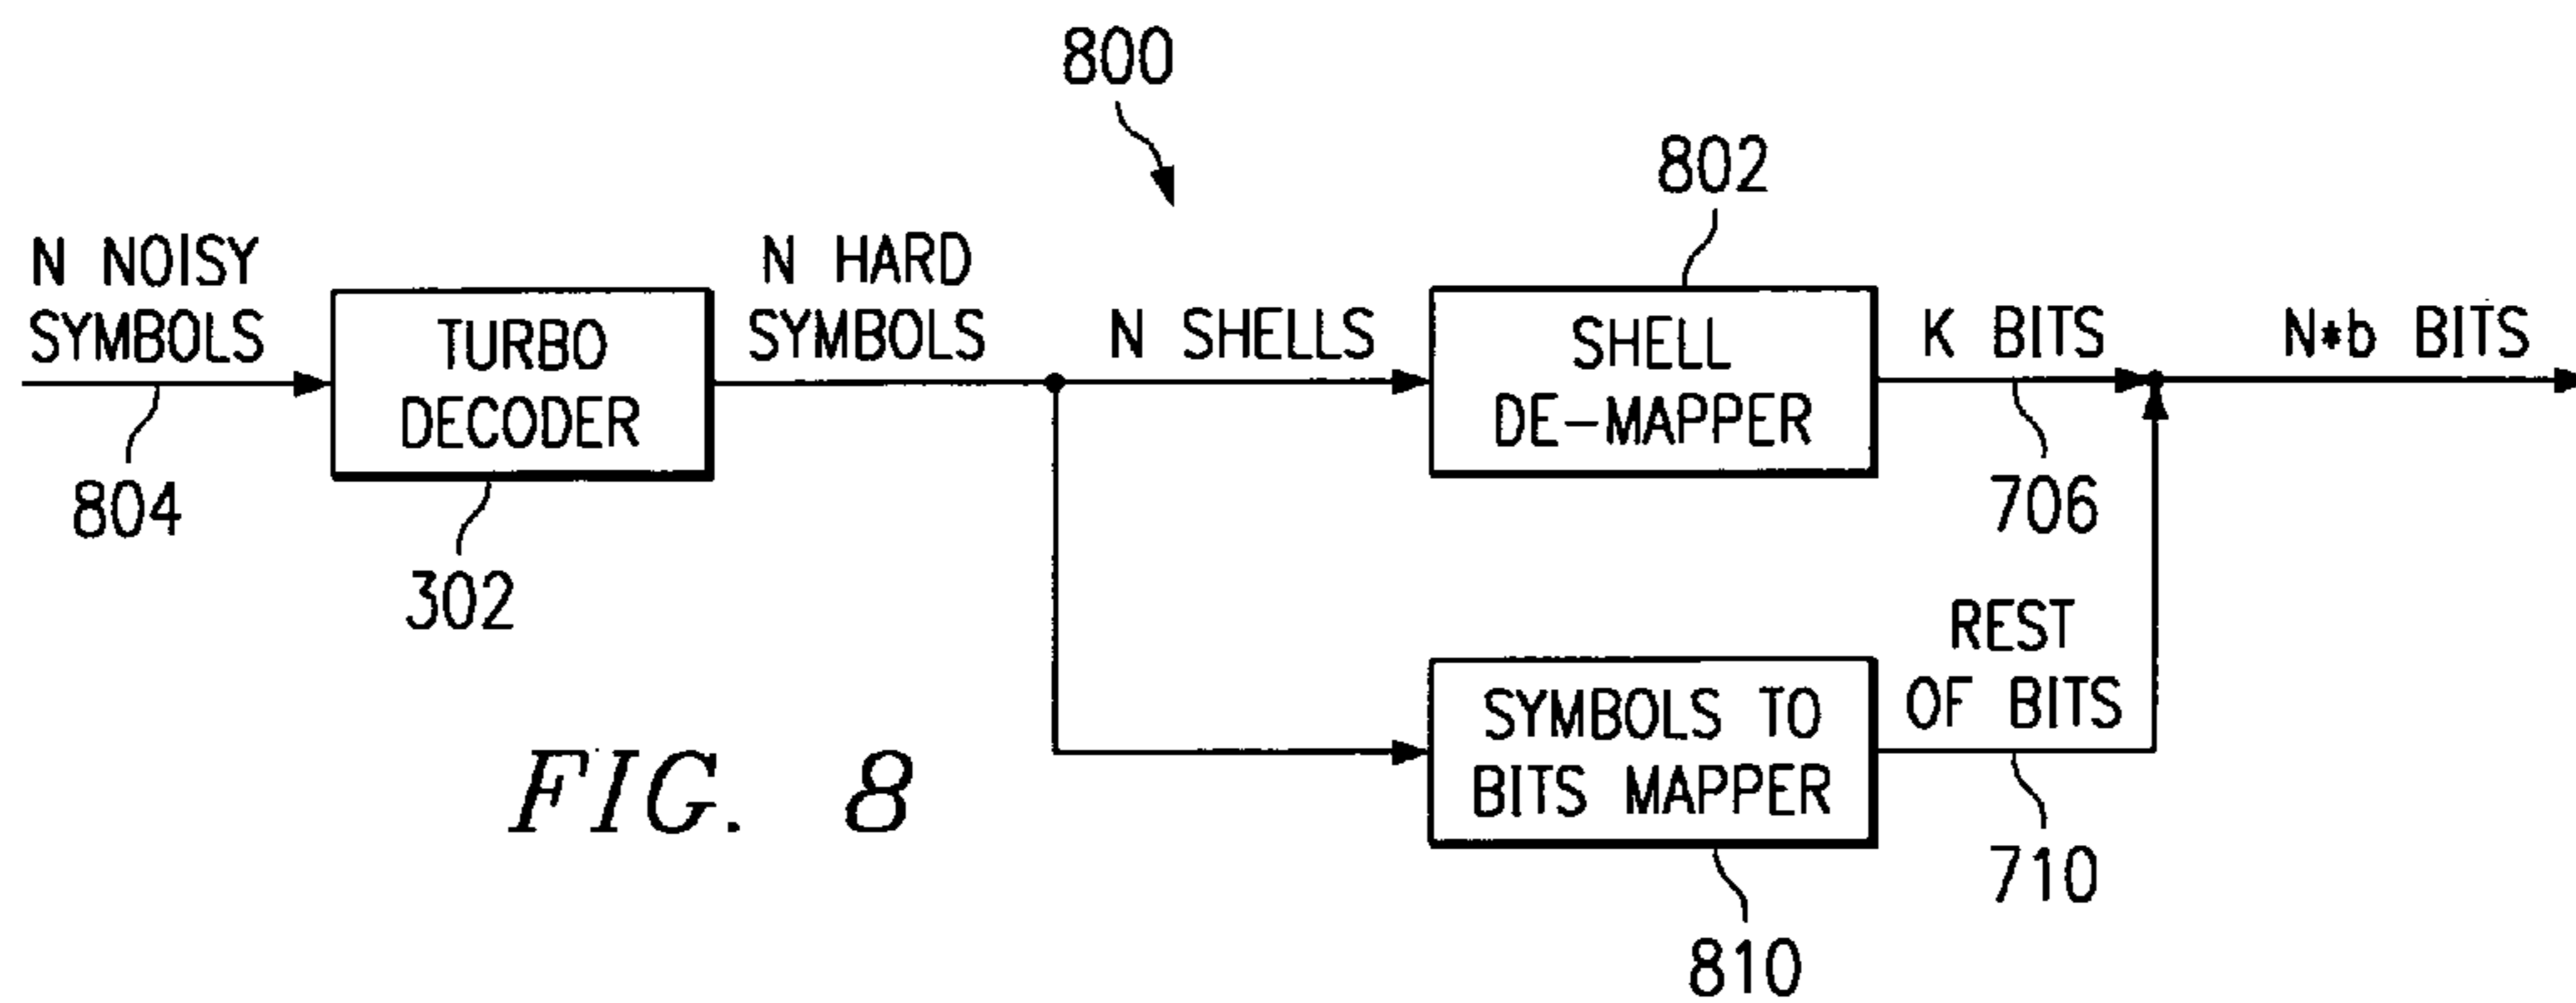 800
802
N NOISY
SYMBOLS
804
TURBO
DECODER
302
N HARD
SYMBOLS
N SHELLS
SHELL
DE-MAPPER
K BITS
706
N*b BITS
SYMBOLS TO
BITS MAPPER
810
REST
OF BITS
710
FIG. 8